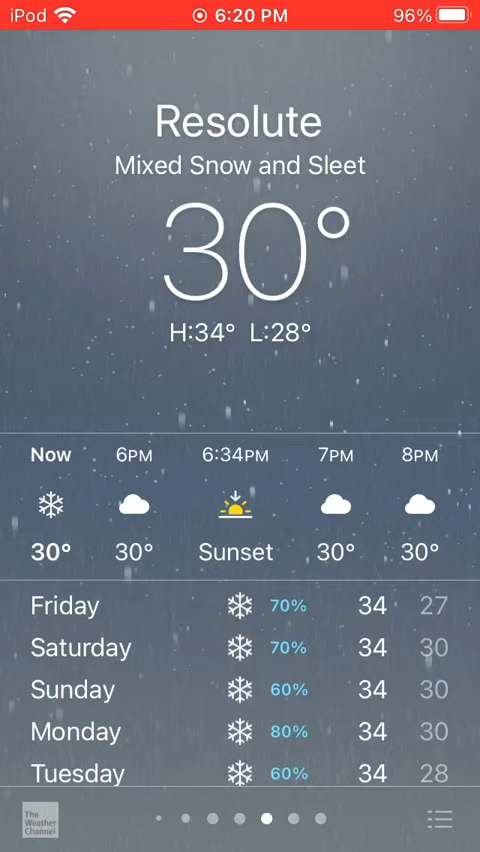 iPod 6:20 PM 96%
Resolute
Mixed Snow and Sleet
30°
H:34° L:28°
Now 6PM 6:34PM 7PM 8PM
30° 30° Sunset 30° 30°
Friday 70% 34 27
Saturday 70% 34 30
Sunday 60% 34 30
Monday 80% 34 30
Tuesday 60% 34 28
The
Weather
Channel